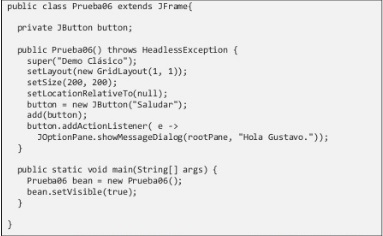 public class Prueba06 extends JFrame{
private JButton button;
public Prueba06() throws HeadlessException {
super("Demo Clásico");
setLayout(new GridLayout(1, 1));
setSize(200, 200);
setLocationRelativeTo(null);
button = new JButton("Saludar");
add(button);
button.addActionListener( e ->
JOptionPane.showMessageDialog(rootPane, "Hola Gustavo."));
}
public static void main(String[] args) {
Prueba06 bean = new Prueba06();
bean.setVisible(true);
}
}